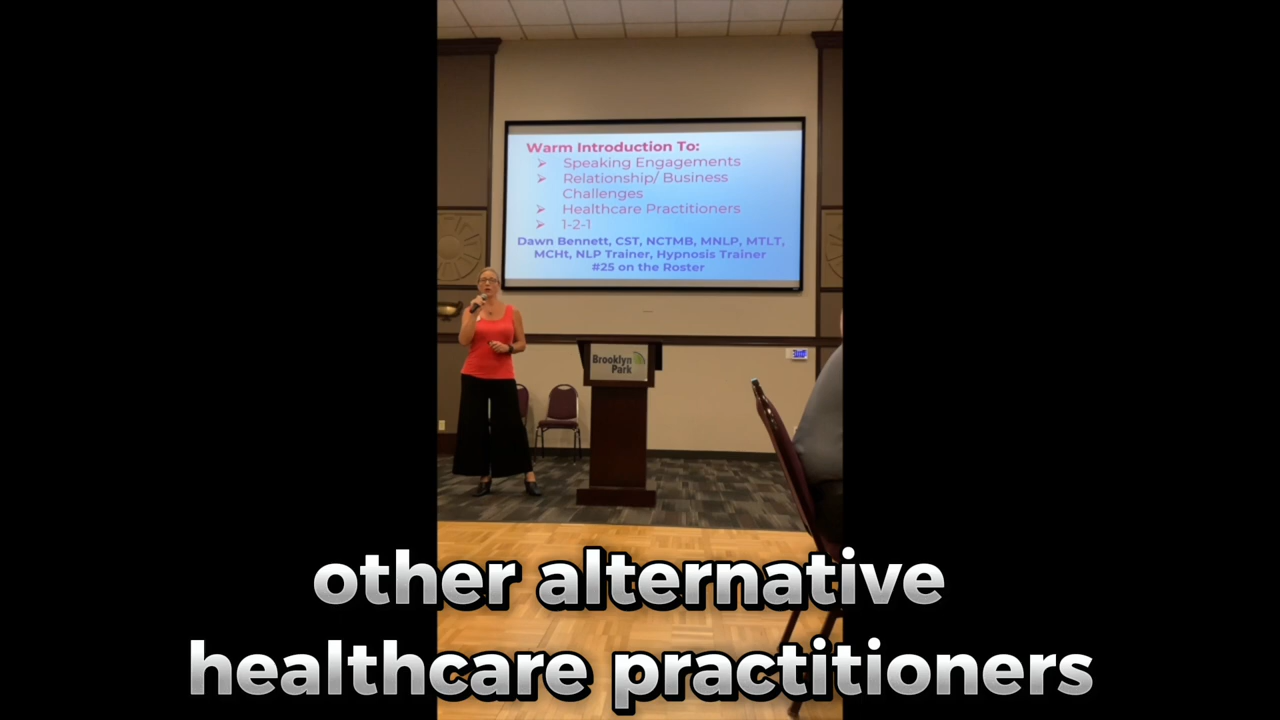 Warm Introduction To:
➢ Speaking Engagements
➢ Relationship/ Business
Challenges
➢ Healthcare Practitioners
➢ 1-2-1
Dawn Bennett, CST, NCTMB, MNLP, MTLT,
MCHt, NLP Trainer, Hypnosis Trainer
#25 on the Roster
Brooklyn
Park
other alternative
healthcare practitioners